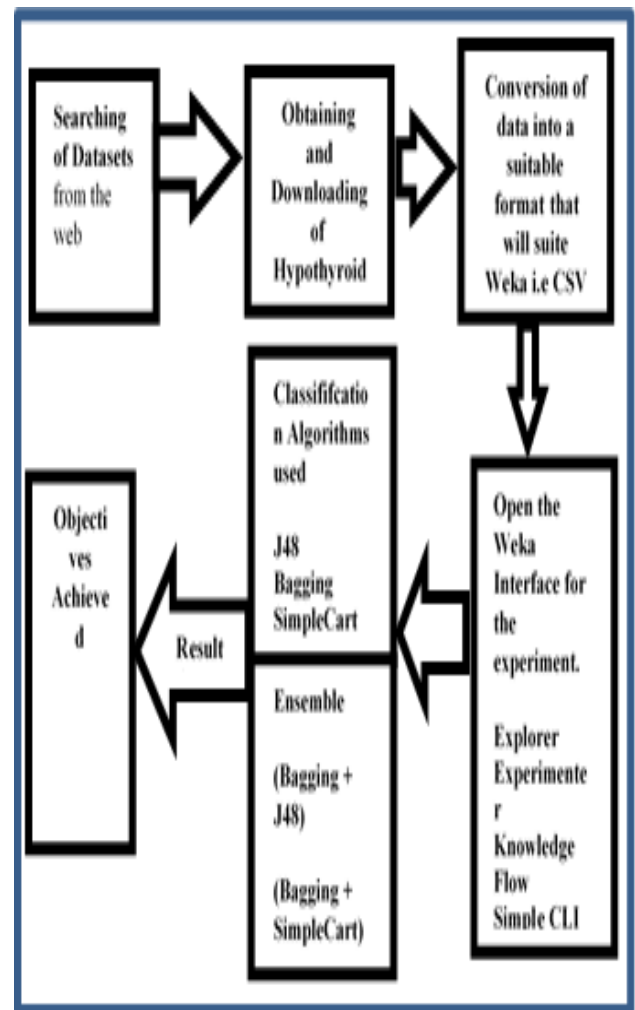 Searching
of Datasets
from the
web
Obtaining
and
Downloading
of
Hypothyroid
Conversion of
data into a
suitable
format that
will suite
Weka i.e CSV
Open the
Weka
Interface for
the
experiment.
Explorer
Experimente
r
Knowledge
Flow
Simple CLI
Classififcatio
n Algorithms
used
J48
Bagging
SimpleCart
Ensemble
(Bagging +
J48)
(Bagging +
SimpleCart)
Result
Objecti
ves
Achieve
d